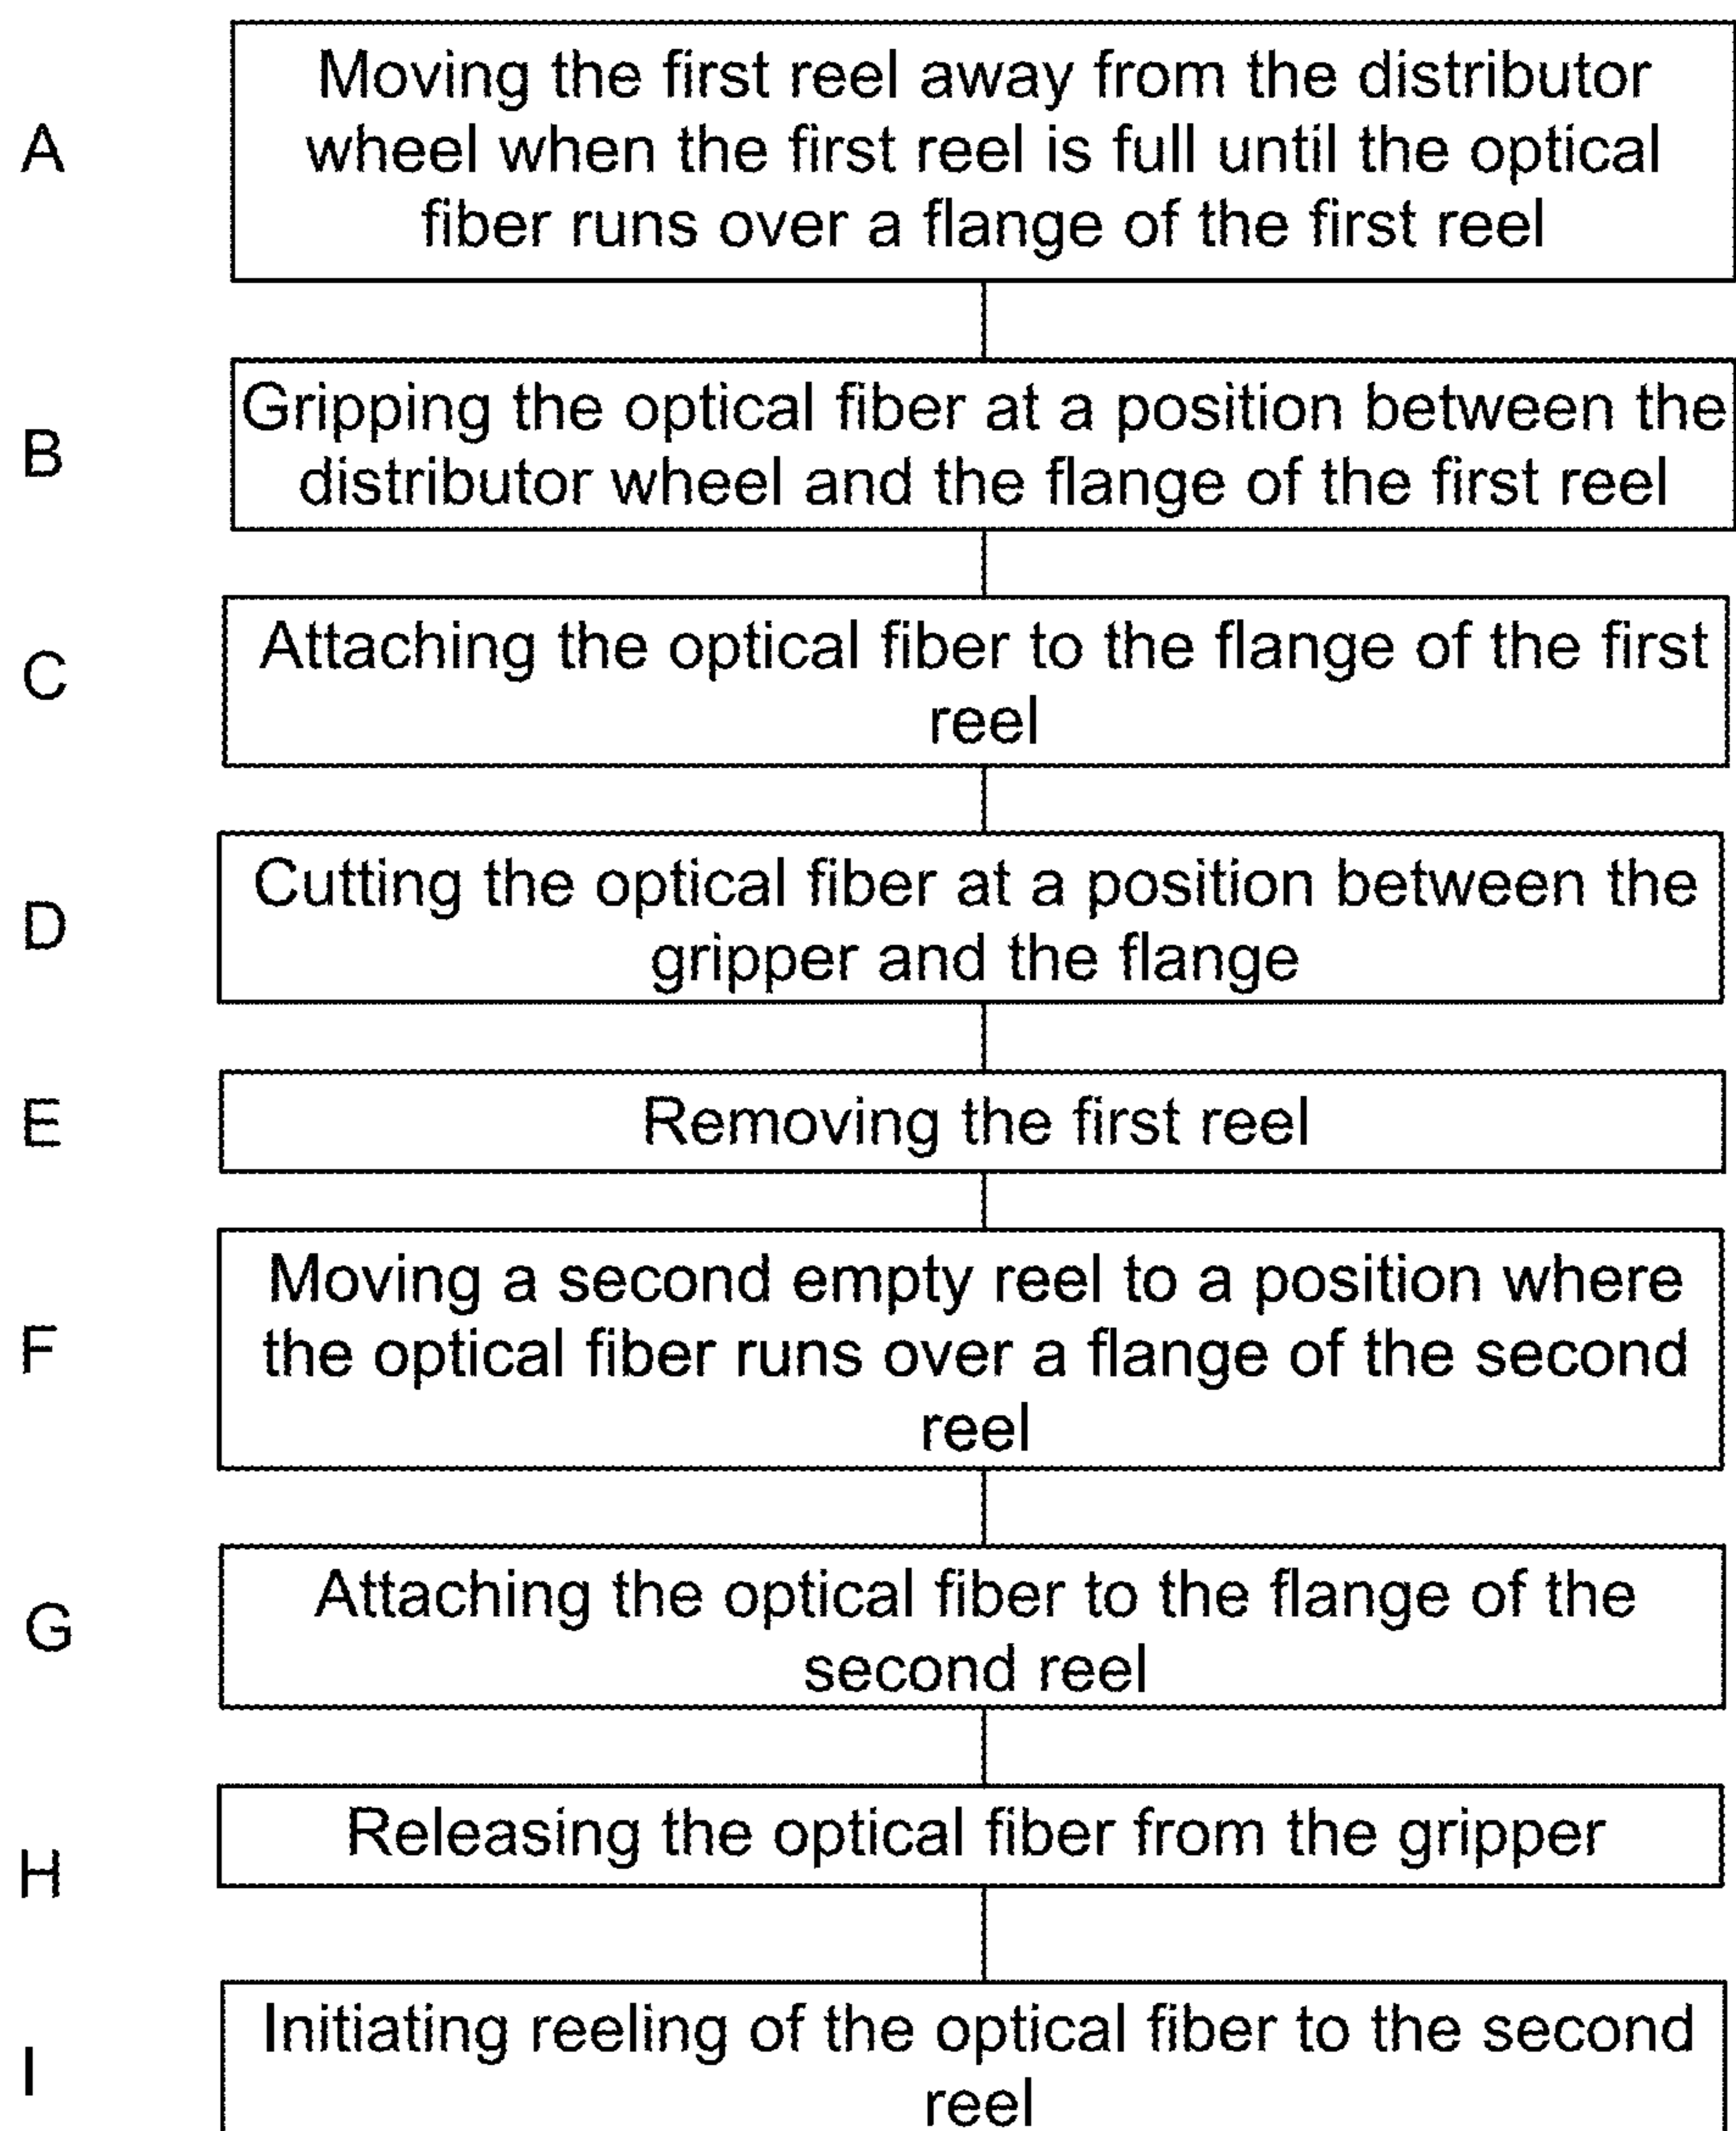 A
Moving the first reel away from the distributor
wheel when the first reel is full until the optical
fiber runs over a flange of the first reel
B
Gripping the optical fiber at a position between the
distributor wheel and the flange of the first reel
C
Attaching the optical fiber to the flange of the first
reel
D
Cutting the optical fiber at a position between the
gripper and the flange
E
Removing the first reel
F
Moving a second empty reel to a position where
the optical fiber runs over a flange of the second
reel
G
Attaching the optical fiber to the flange of the
second reel
H
Releasing the optical fiber from the gripper
I
Initiating reeling of the optical fiber to the second
reel